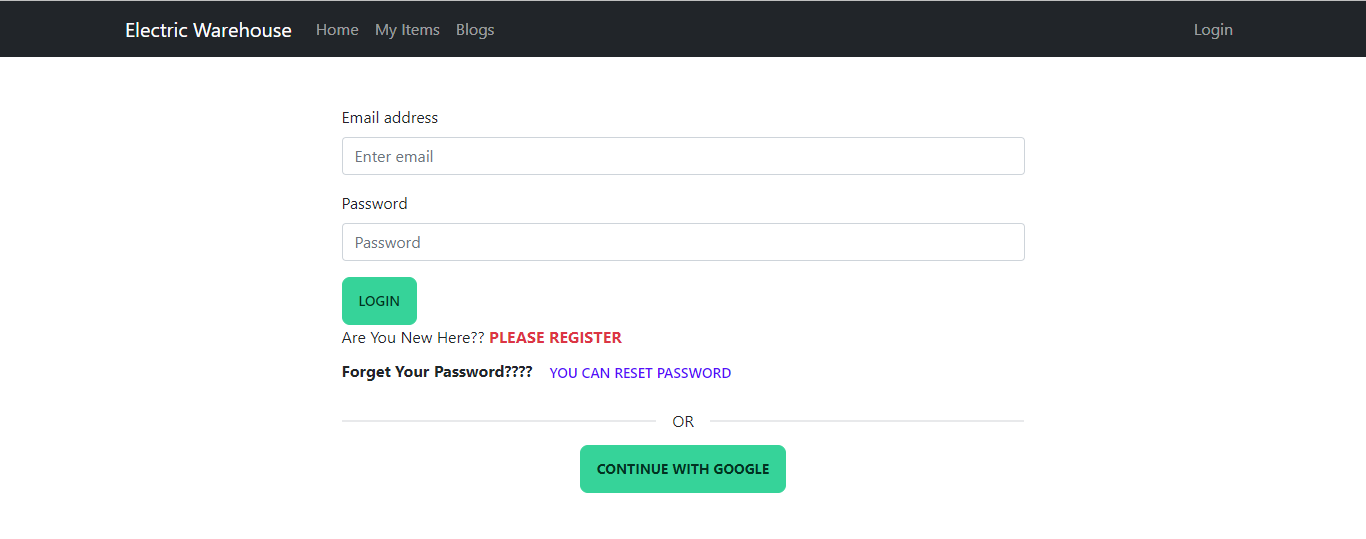 Electric Warehouse Home My Items Blogs Login
Email address
Enter email
Password
Password
LOGIN
Are You New Here?? PLEASE REGISTER
Forget Your Password???? YOU CAN RESET PASSWORD
OR
CONTINUE WITH GOOGLE